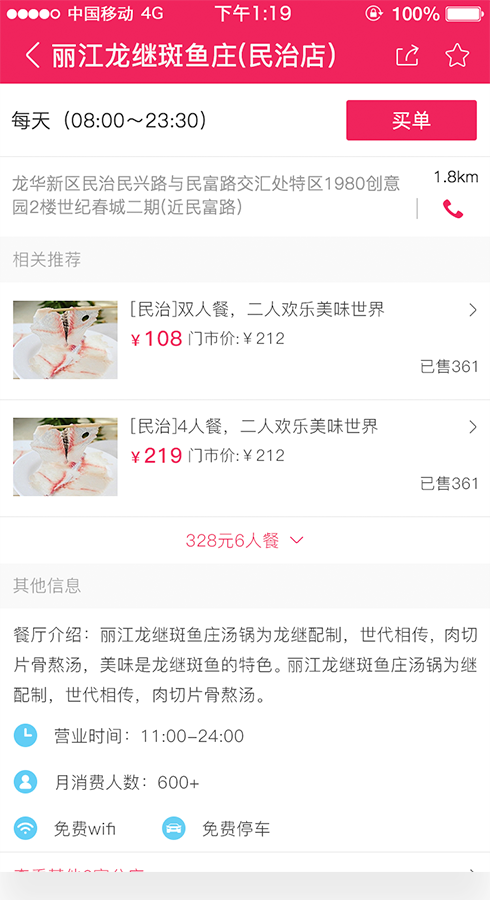 中国移动 4G 下午1:19 100%
丽江龙继斑鱼庄(民治店)
每天（08:00～23:30） 买单
龙华新区民治民兴路与民富路交汇处特区1980创意 1.8km
园2楼世纪春城二期(近民富路)
相关推荐
[民治]双人餐，二人欢乐美味世界
￥108 门市价:￥212
已售361
[民治]4人餐，二人欢乐美味世界
￥219 门市价:￥212
已售361
328元6人餐
其他信息
餐厅介绍：丽江龙继斑鱼庄汤锅为龙继配制，世代相传，肉切
片骨熬汤，美味是龙继斑鱼的特色。丽江龙继斑鱼庄汤锅为继
配制，世代相传，肉切片骨熬汤。
营业时间：11:00-24:00
月消费人数：600+
免费wifi 免费停车